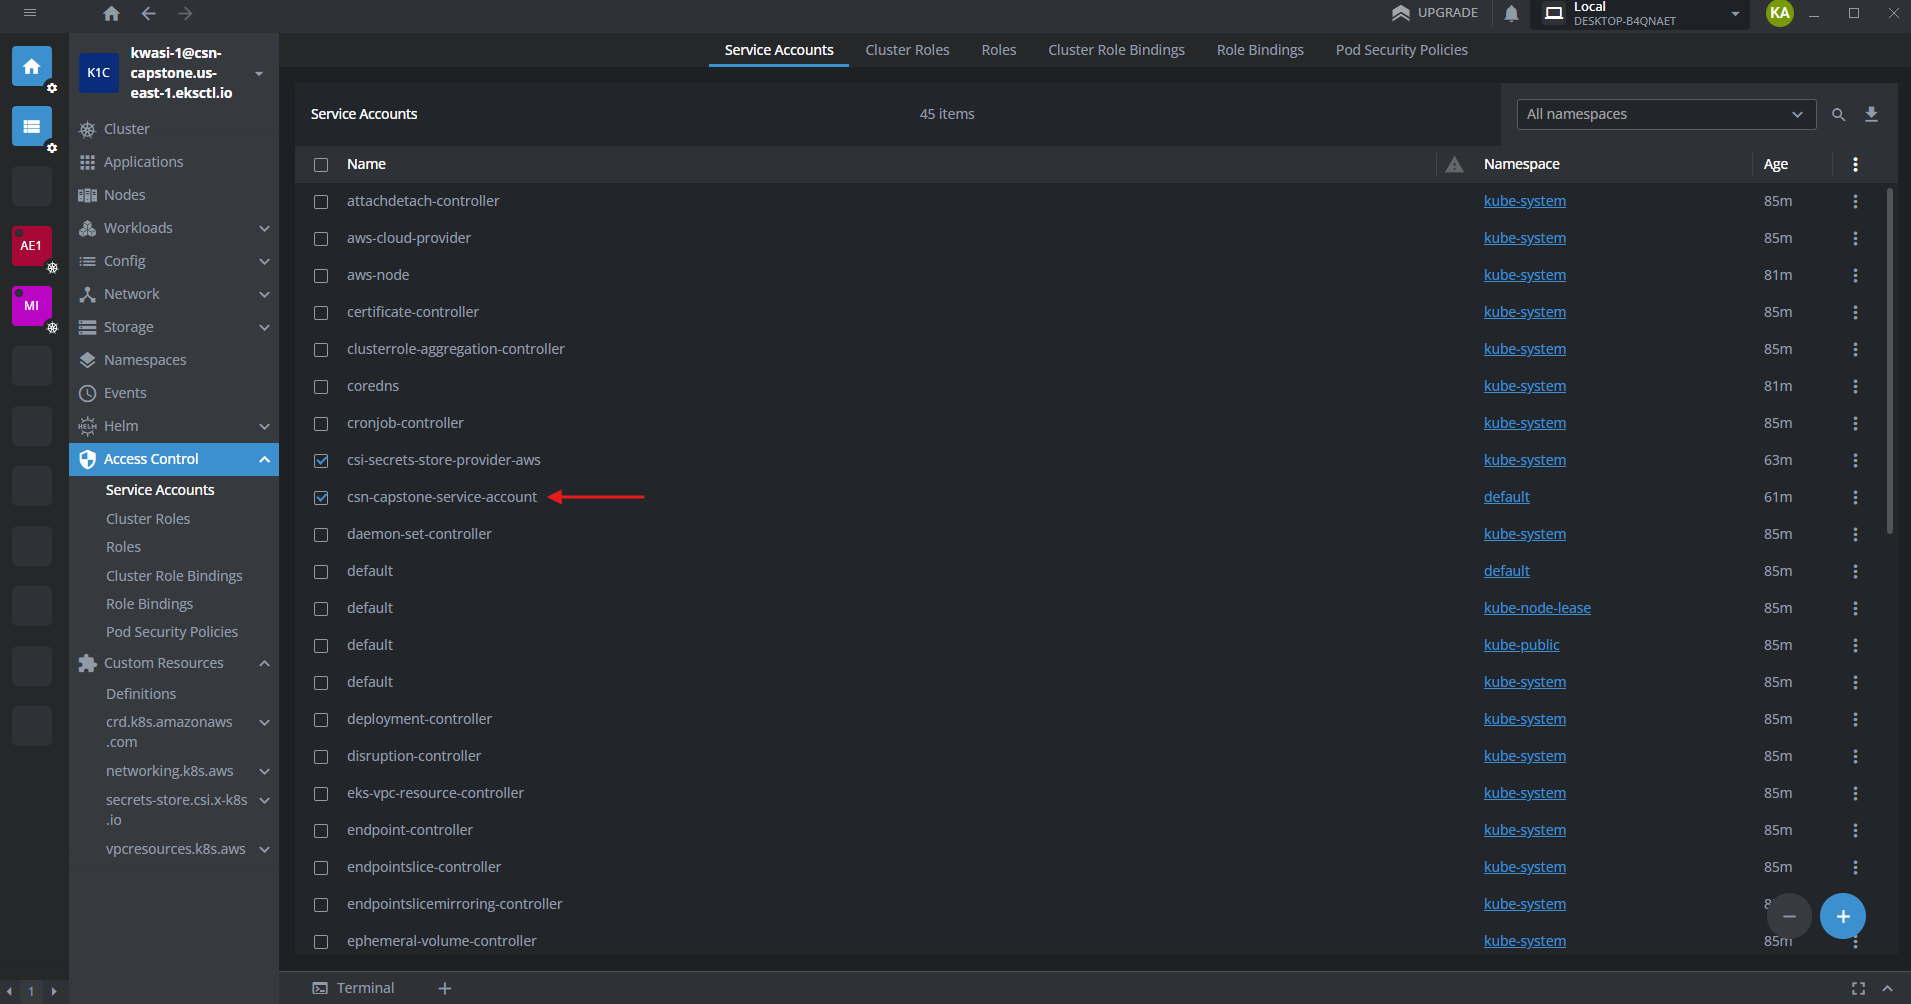 UPGRADE
Local
DESKTOP-B4QNAET
KA
K1C
kwasi-1@csn-
capstone.us-
east-1.eksctl.io
AE1
MI
Cluster
Applications
Nodes
Workloads
Config
Network
Storage
Namespaces
Events
HELM
Helm
Access Control
Service Accounts
Cluster Roles
Roles
Cluster Role Bindings
Role Bindings
Pod Security Policies
Custom Resources
Definitions
crd.k8s.amazonaws
.com
networking.k8s.aws
secrets-store.csi.x-k8s
.io
vpcresources.k8s.aws
1
Service Accounts Cluster Roles Roles Cluster Role Bindings Role Bindings Pod Security Policies
Service Accounts 45 items All namespaces
Name Namespace Age
attachdetach-controller kube-system 85m
aws-cloud-provider kube-system 85m
aws-node kube-system 81m
certificate-controller kube-system 85m
clusterrole-aggregation-controller kube-system 85m
coredns kube-system 81m
cronjob-controller kube-system 85m
csi-secrets-store-provider-aws kube-system 63m
csn-capstone-service-account default 61m
daemon-set-controller kube-system 85m
default default 85m
default kube-node-lease 85m
default kube-public 85m
default kube-system 85m
deployment-controller kube-system 85m
disruption-controller kube-system 85m
eks-vpc-resource-controller kube-system 85m
endpoint-controller kube-system 85m
endpointslice-controller kube-system 85m
endpointslicemirroring-controller kube-system
ephemeral-volume-controller kube-system 85m
Terminal